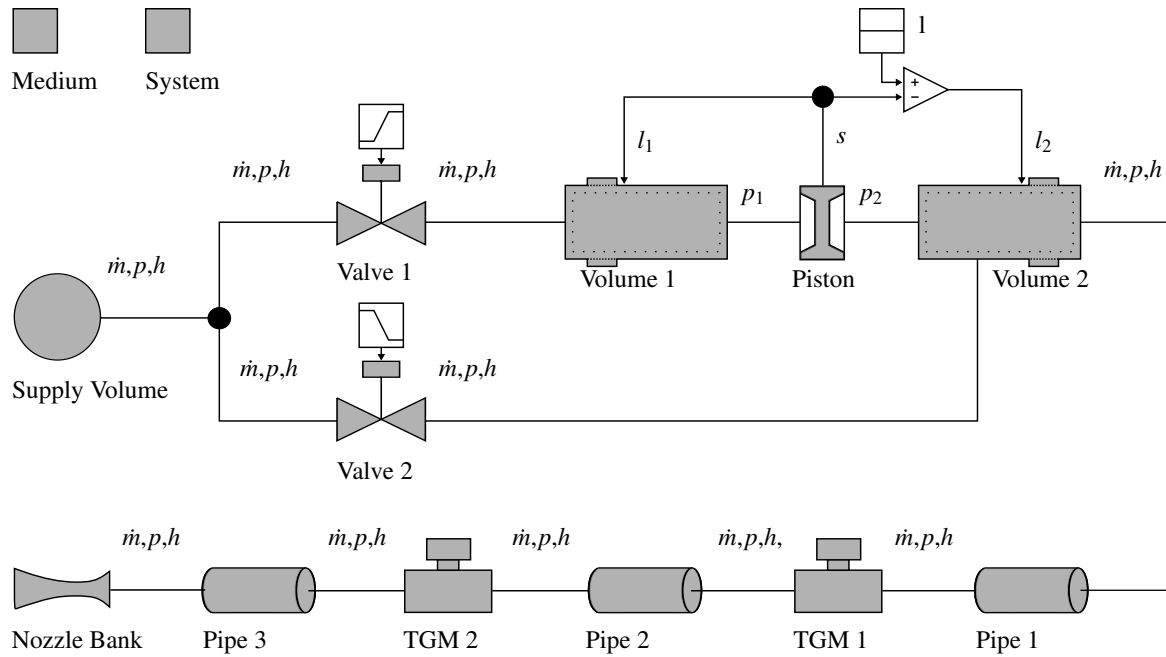 1
Medium
System
l₁
s
l₂
ṁ,p,h
ṁ,p,h
ṁ,p,h
p₁
p₂
Valve 1
Volume 1
Piston
Volume 2
ṁ,p,h
Supply Volume
ṁ,p,h
ṁ,p,h
Valve 2
ṁ,p,h
ṁ,p,h
ṁ,p,h
ṁ,p,h,
ṁ,p,h
Nozzle Bank
Pipe 3
TGM 2
Pipe 2
TGM 1
Pipe 1